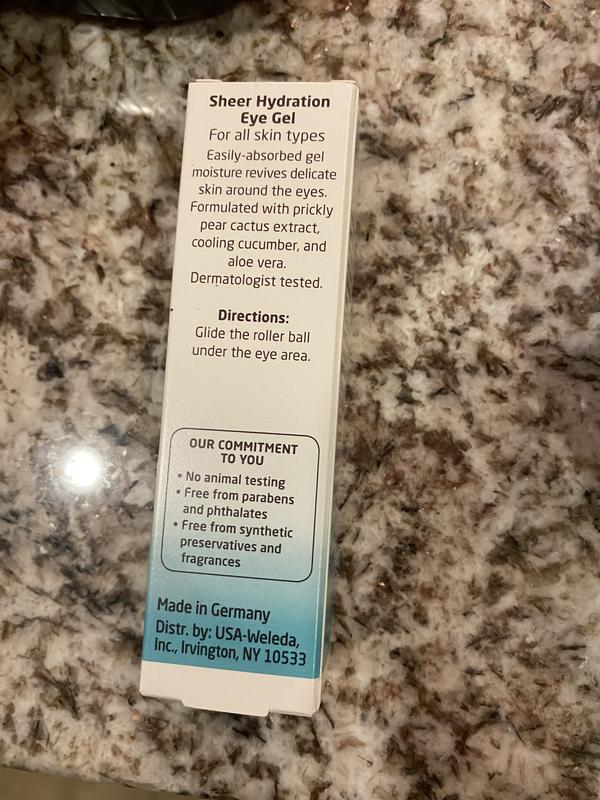 Sheer Hydration
Eye Gel
For all skin types
Easily-absorbed gel
moisture revives delicate
skin around the eyes.
Formulated with prickly
pear cactus extract,
cooling cucumber, and
aloe vera.
Dermatologist tested.
Directions:
Glide the roller ball
under the eye area.
OUR COMMITMENT
TO YOU
• No animal testing
• Free from parabens
and phthalates
• Free from synthetic
preservatives and
fragrances
Made in Germany
Distr. by: USA-Weleda,
Inc., Irvington, NY 10533